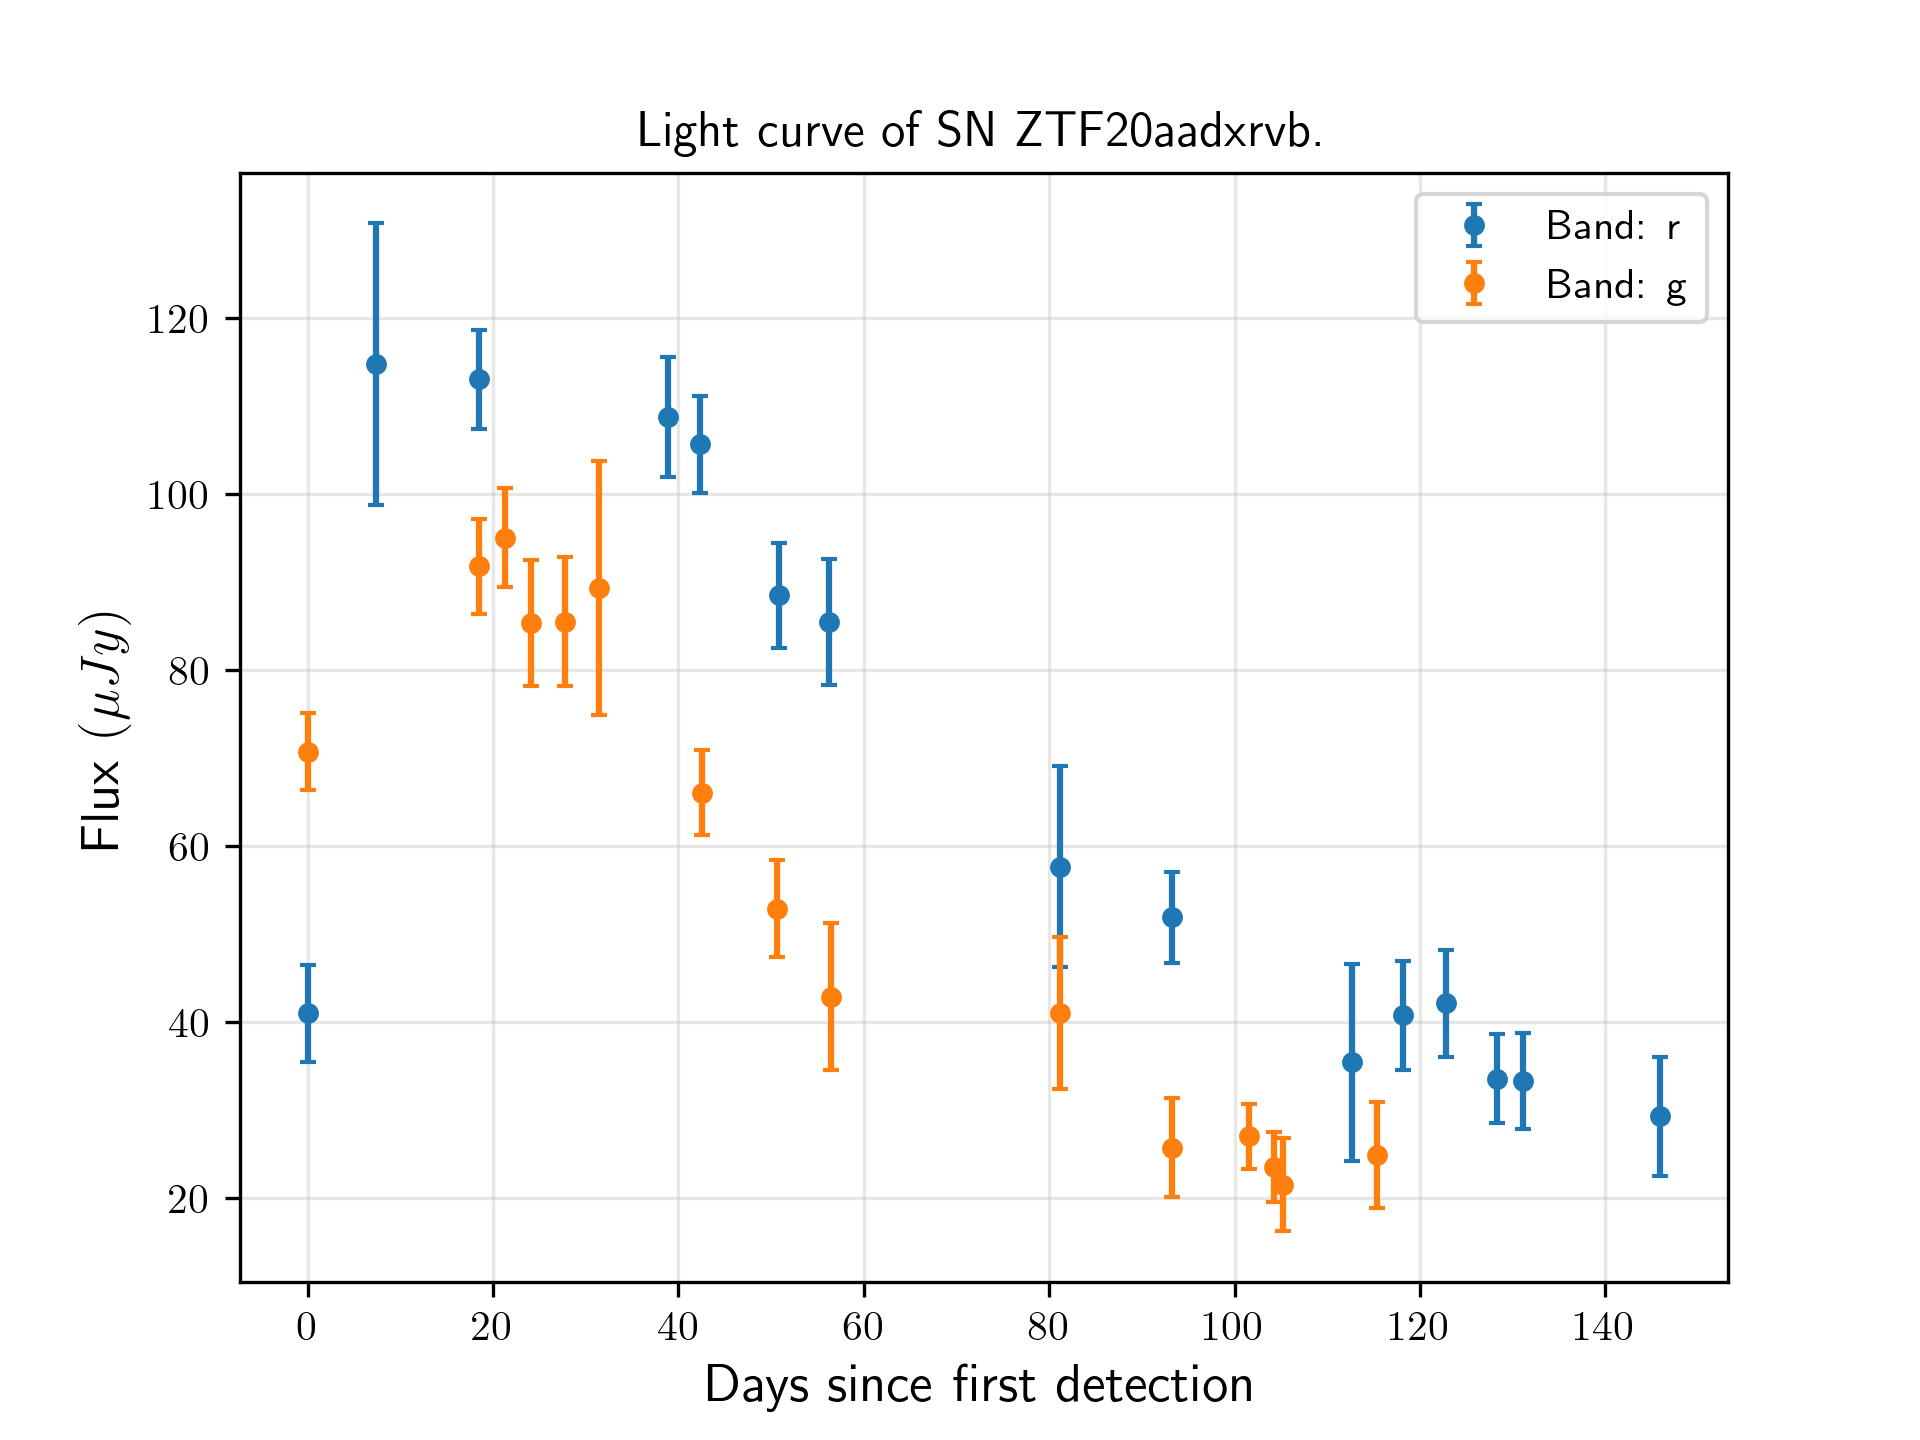 Light curve of SN ZTF20aadxrvb.
Band: r
Band: g
120
100
80
60
40
20
Flux (μJy)
0 20 40 60 80 100 120 140
Days since first detection